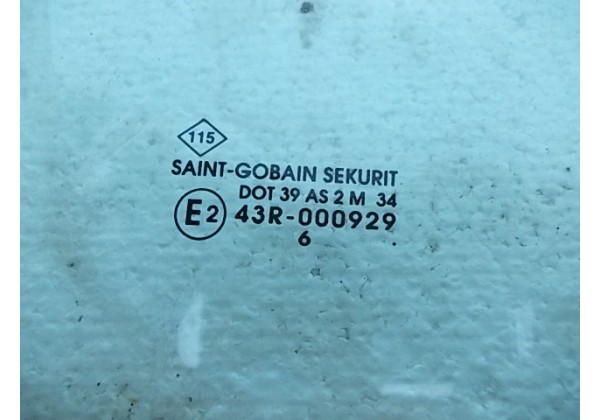 115
SAINT-GOBAIN SEKURIT
DOT 39 AS 2 M 34
E2 43R-000929
6